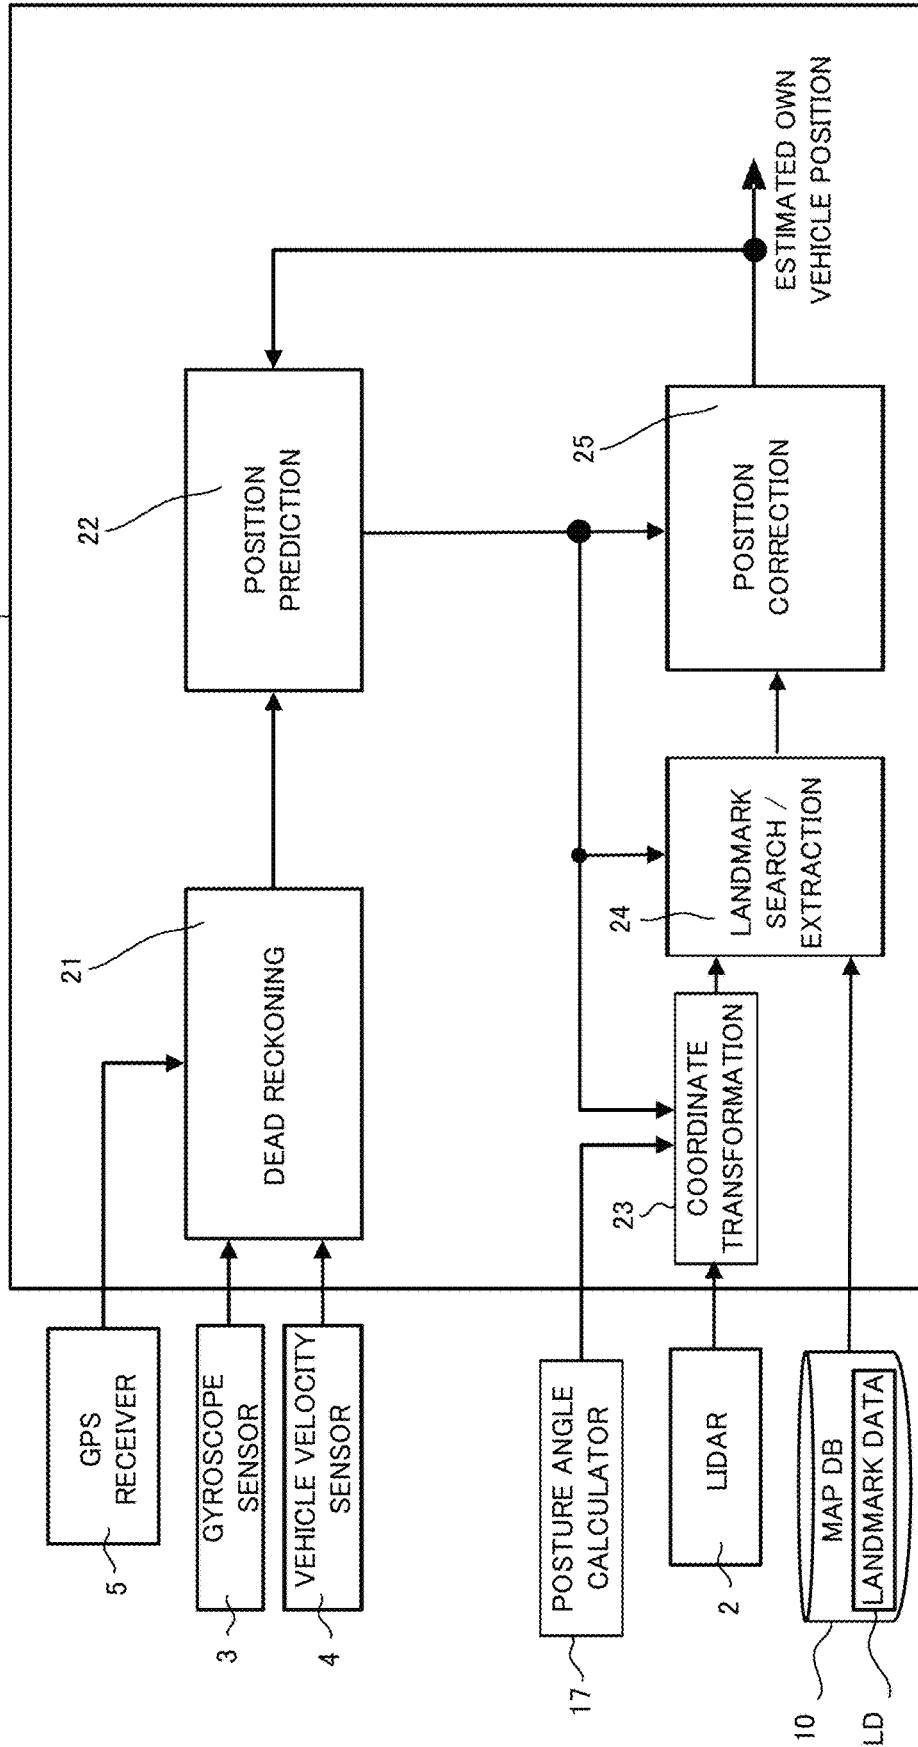 5
GPS
RECEIVER
3
GYROSCOPE
SENSOR
4
VEHICLE VELOCITY
SENSOR
21
DEAD RECKONING
22
POSITION
PREDICTION
17
POSTURE ANGLE
CALCULATOR
2
LIDAR
10
MAP DB
LD
LANDMARK DATA
23
COORDINATE
TRANSFORMATION
24
LANDMARK
SEARCH /
EXTRACTION
25
POSITION
CORRECTION
ESTIMATED OWN
VEHICLE POSITION